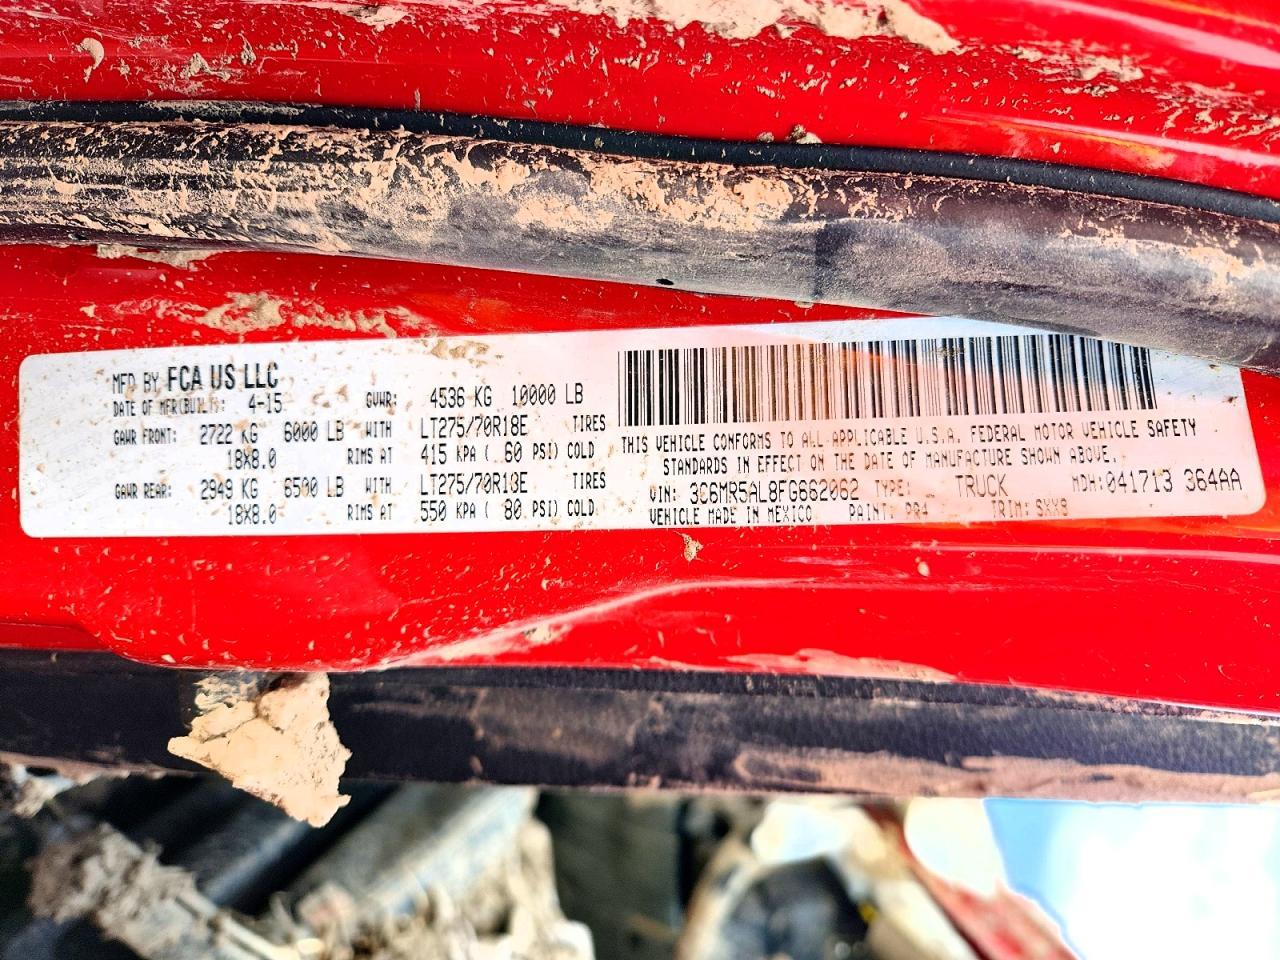 MFD BY FCA US LLC
DATE OF MFR(BUILT): 4-15 GVWR: 4536 KG 10000 LB
GAWR FRONT: 2722 KG 6000 LB WITH LT275/70R18E TIRES
18X8.0 RIMS AT 415 KPA ( 60 PSI) COLD
GAWR REAR: 2949 KG 6500 LB WITH LT275/70R18E TIRES
18X8.0 RIMS AT 550 KPA ( 80 PSI) COLD
THIS VEHICLE CONFORMS TO ALL APPLICABLE U.S.A. FEDERAL MOTOR VEHICLE SAFETY
STANDARDS IN EFFECT ON THE DATE OF MANUFACTURE SHOWN ABOVE.
VIN: 3C6MR5AL8FG662062 TYPE: TRUCK MDH:041713 364AA
VEHICLE MADE IN MEXICO PAINT: PR4 TRIM: